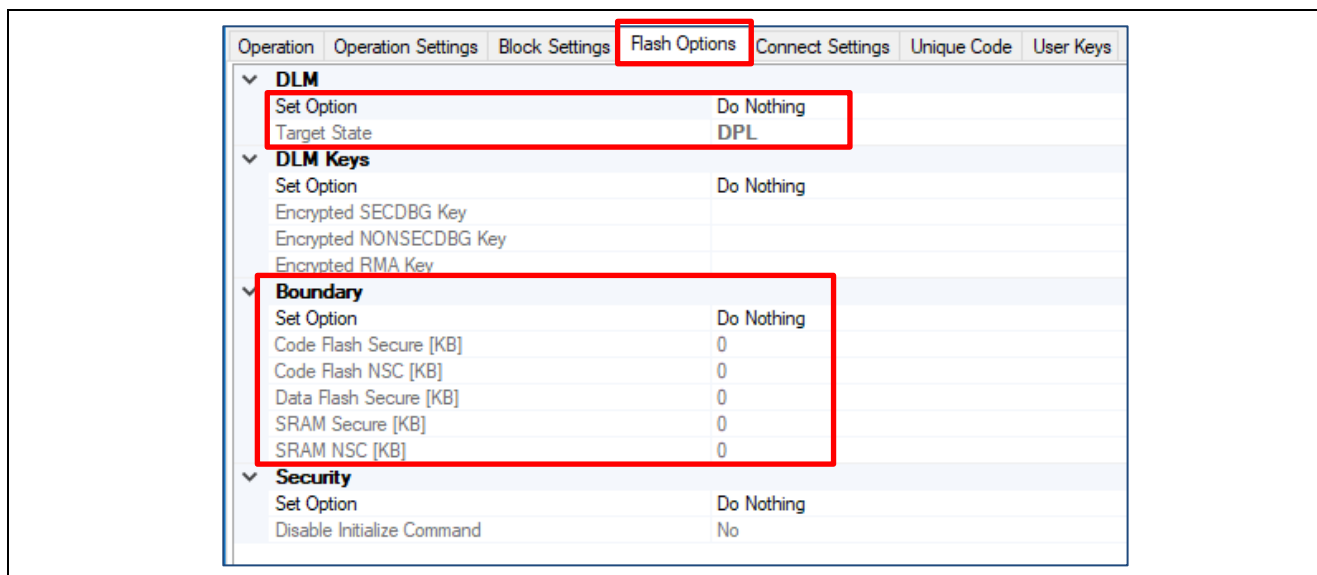 Operation Operation Settings Block Settings Flash Options Connect Settings Unique Code User Keys
DLM
Set Option Do Nothing
Target State DPL
DLM Keys
Set Option Do Nothing
Encrypted SECDBG Key
Encrypted NONSECDBG Key
Encrypted RMA Key
Boundary
Set Option Do Nothing
Code Flash Secure [KB] 0
Code Flash NSC [KB] 0
Data Flash Secure [KB] 0
SRAM Secure [KB] 0
SRAM NSC [KB] 0
Security
Set Option Do Nothing
Disable Initialize Command No